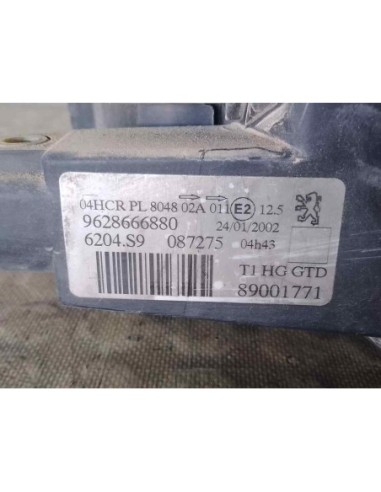 04HCR PL 8048 02A 011 E2 12.5
9628666880 24/01/2002
6204.S9 087275 04h43
T1 HG GTD
89001771